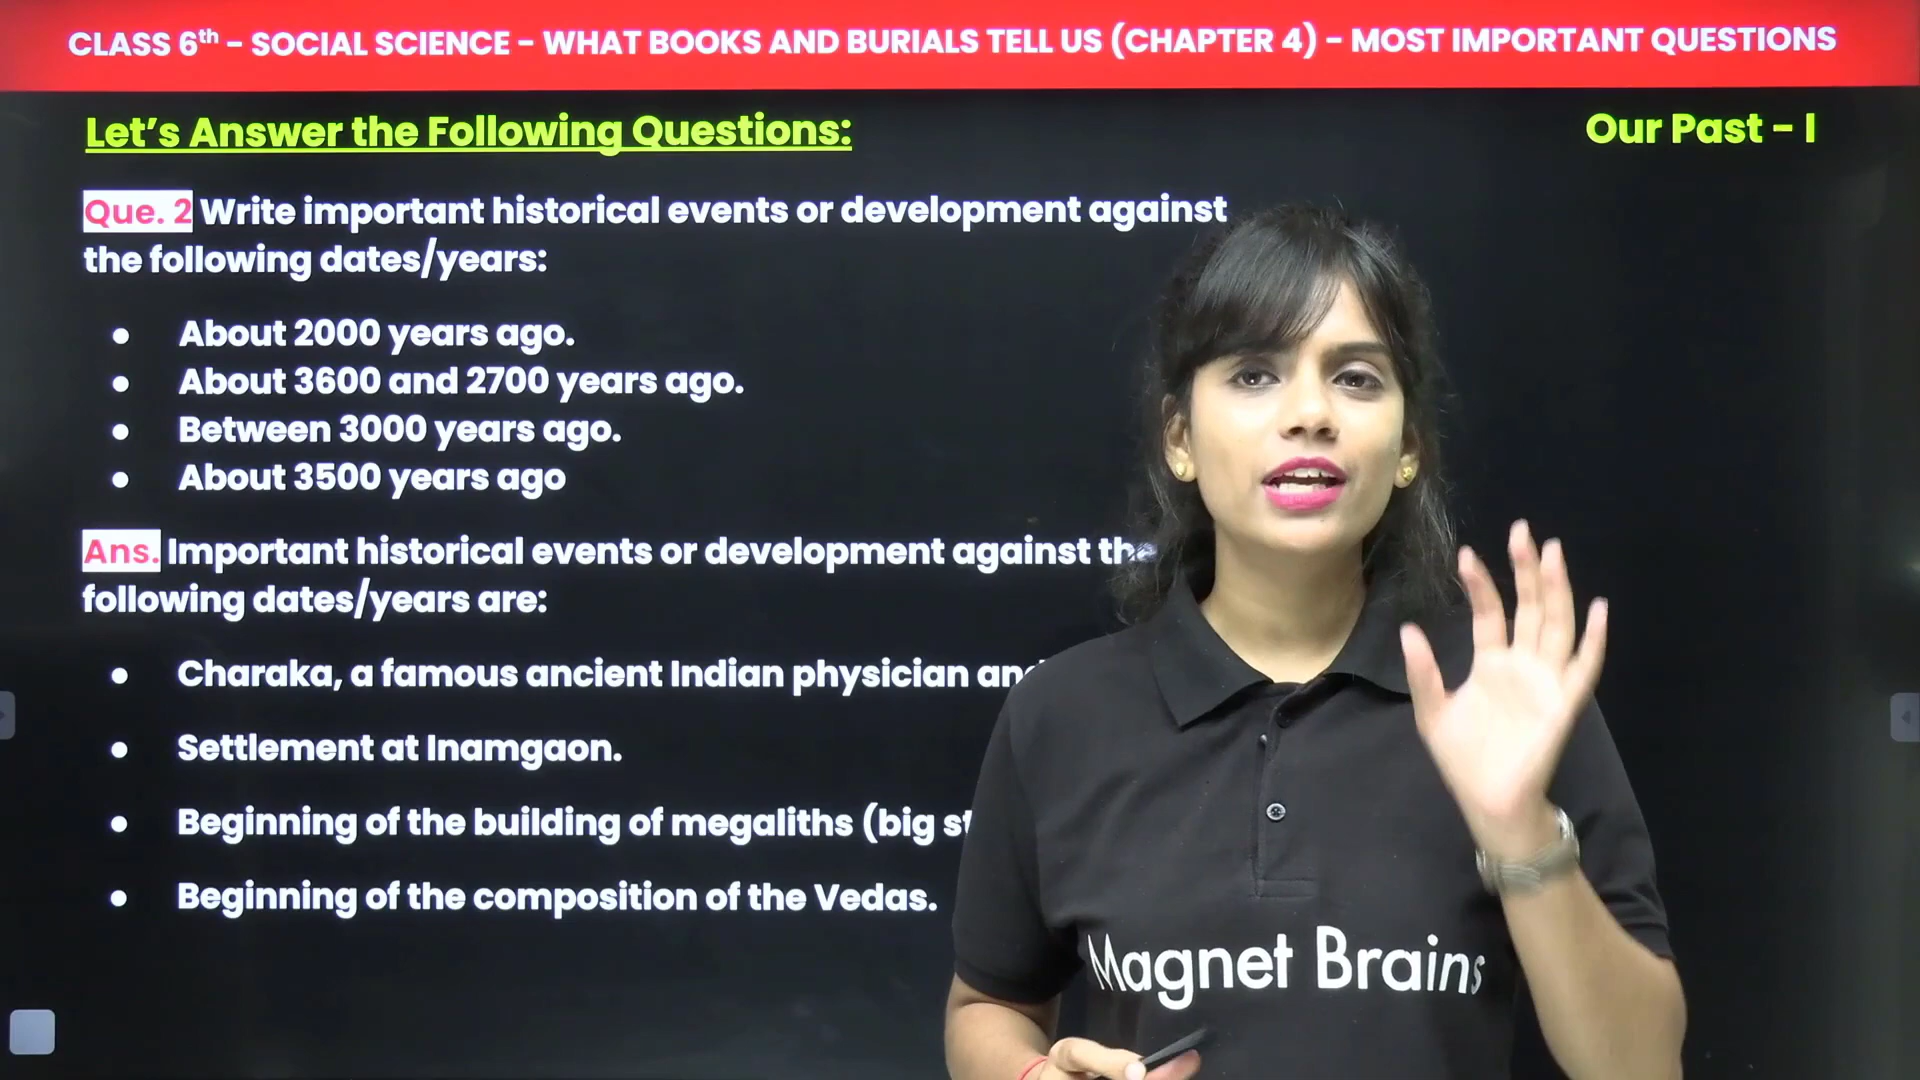 CLASS 6th - SOCIAL SCIENCE - WHAT BOOKS AND BURIALS TELL US (CHAPTER 4) - MOST IMPORTANT QUESTIONS
Let's Answer the Following Questions:
Our Past - I
Que. 2 Write important historical events or development against
the following dates/years:
● About 2000 years ago.
● About 3600 and 2700 years ago.
● Between 3000 years ago.
● About 3500 years ago
Ans. Important historical events or development against the
following dates/years are:
● Charaka, a famous ancient Indian physician
● Settlement at Inamgaon.
● Beginning of the building of megaliths (big
● Beginning of the composition of the Vedas.
Magnet Brains